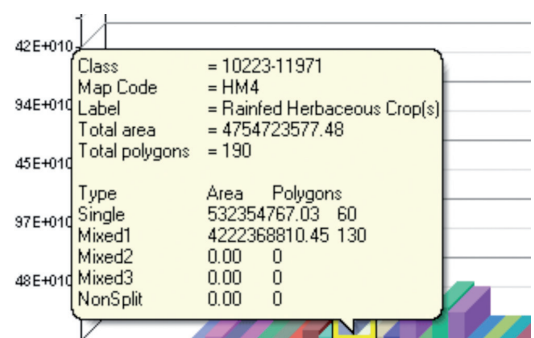 42E+010
Class = 10223-11971
Map Code = HM4
94E+010
Label = Rainfed Herbaceous Crop(s)
Total area = 4754723577.48
Total polygons = 190
45E+010
Type Area Polygons
Single 532354767.03 60
97E+010
Mixed1 4222368810.45 130
Mixed2 0.00 0
48E+010
Mixed3 0.00 0
NonSplit 0.00 0